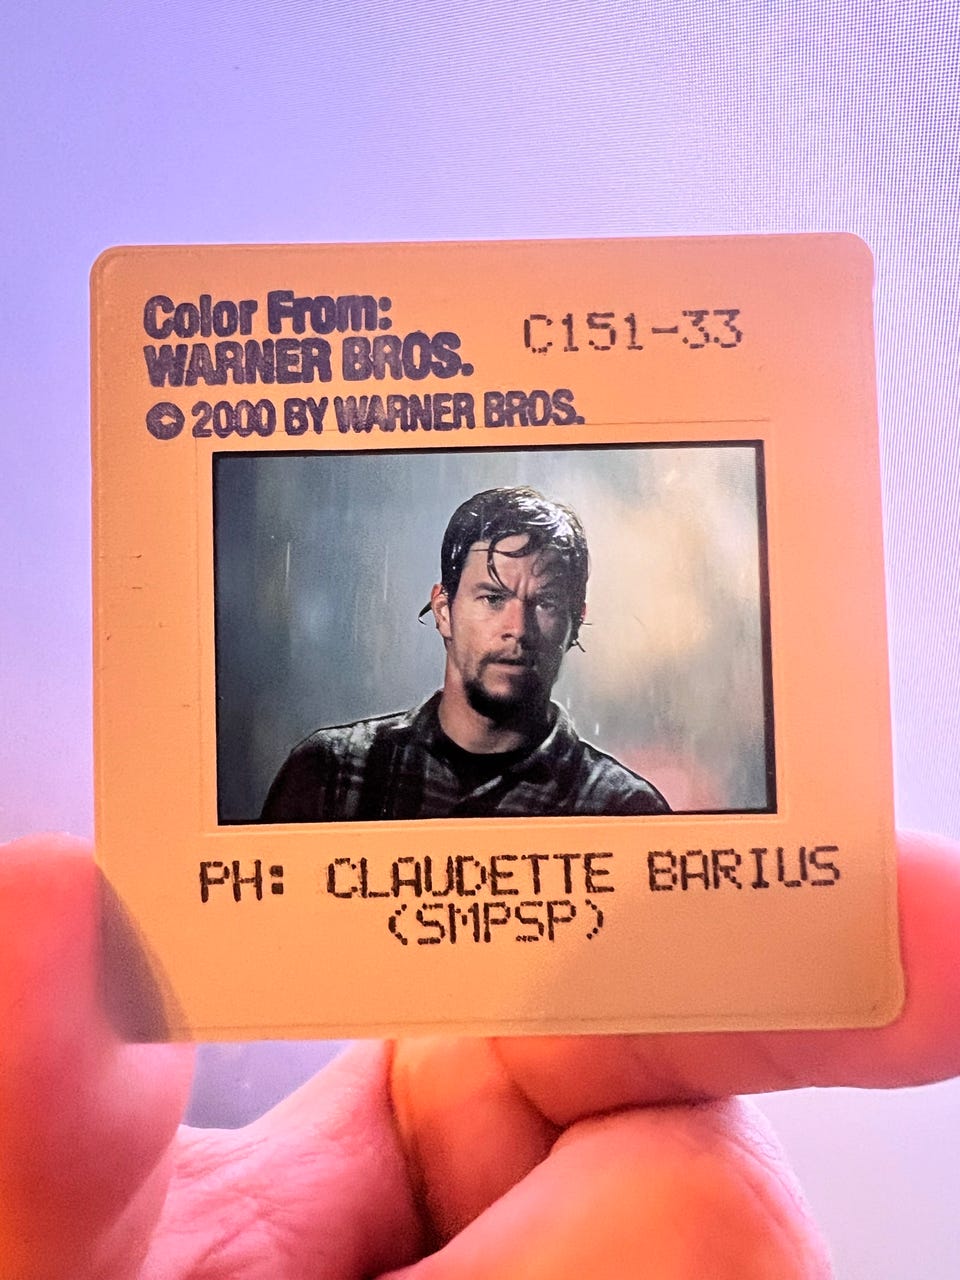 Color From:
WARNER BROS.
C151-33
© 2000 BY WARNER BROS.
PH: CLAUDETTE BARIUS
(SMPSP)